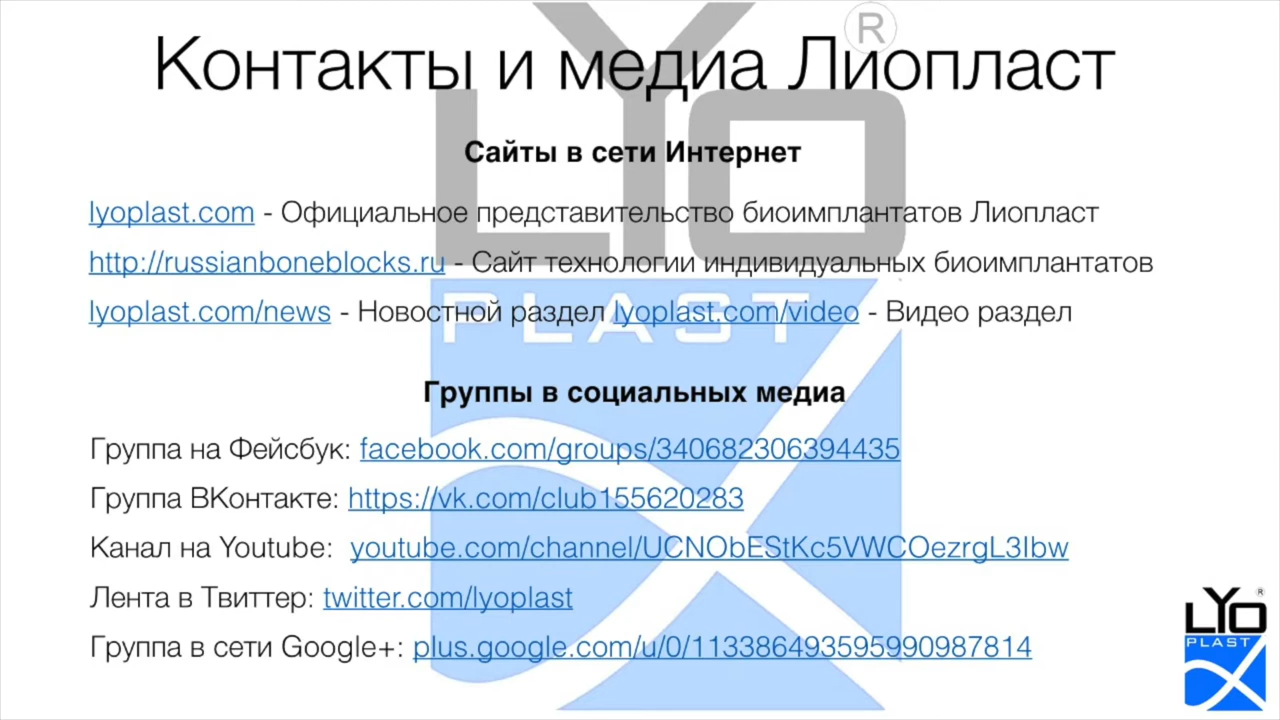 Контакты и медиа Лиопласт
Сайты в сети Интернет
lyoplast.com - Официальное представительство биоимплантатов Лиопласт
http://russianboneblocks.ru - Сайт технологии индивидуальных биоимплантатов
lyoplast.com/news - Новостной раздел lyoplast.com/video - Видео раздел
Группы в социальных медиа
Группа на Фейсбук: facebook.com/groups/340682306394435
Группа ВКонтакте: https://vk.com/club155620283
Канал на Youtube: youtube.com/channel/UCNObEStKc5VWCOezrgL3Ibw
Лента в Твиттер: twitter.com/lyoplast
Группа в сети Google+: plus.google.com/u/0/113386493595990987814
LYO ®
PLAST
LYO ®
PLAST